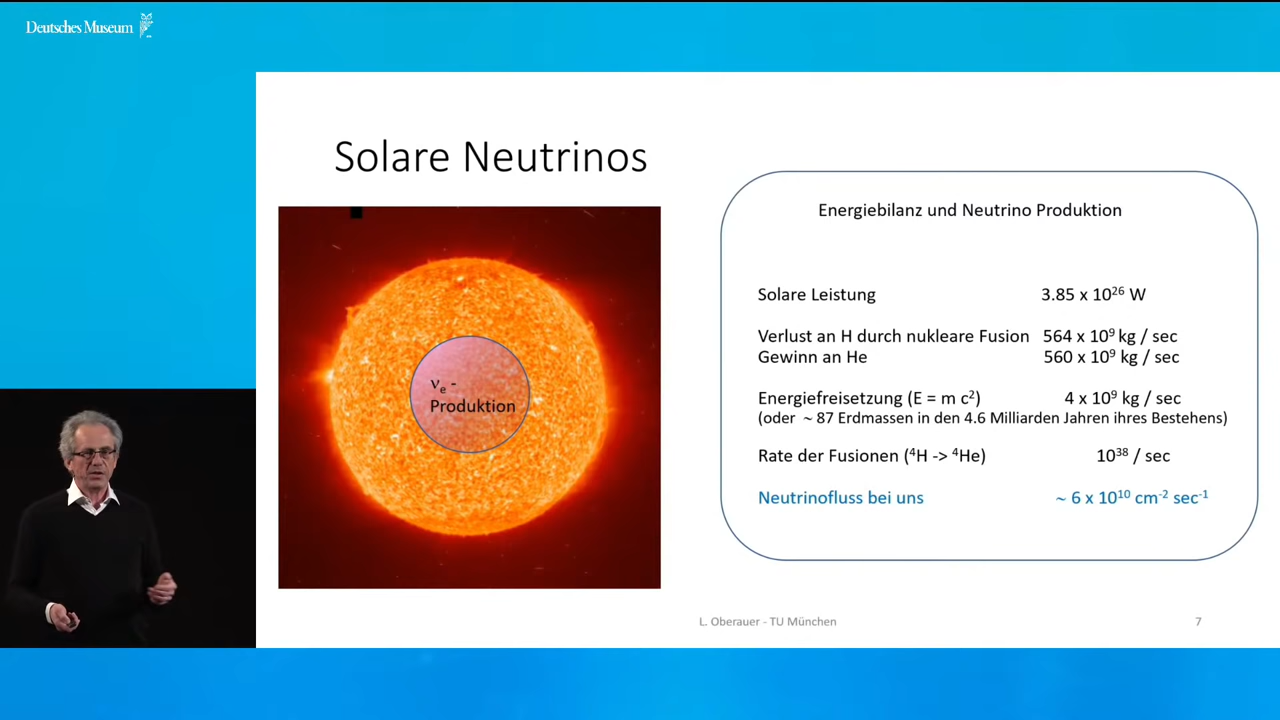 Deutsches Museum
Solare Neutrinos
νe -
Produktion
Energiebilanz und Neutrino Produktion
Solare Leistung 3.85 x 10²⁶ W
Verlust an H durch nukleare Fusion 564 x 10⁹ kg / sec
Gewinn an He 560 x 10⁹ kg / sec
Energiefreisetzung (E = m c²) 4 x 10⁹ kg / sec
(oder ~ 87 Erdmassen in den 4.6 Milliarden Jahren ihres Bestehens)
Rate der Fusionen (⁴H -> ⁴He) 10³⁸ / sec
Neutrinofluss bei uns ~ 6 x 10¹⁰ cm⁻² sec⁻¹
L. Oberauer - TU München 7